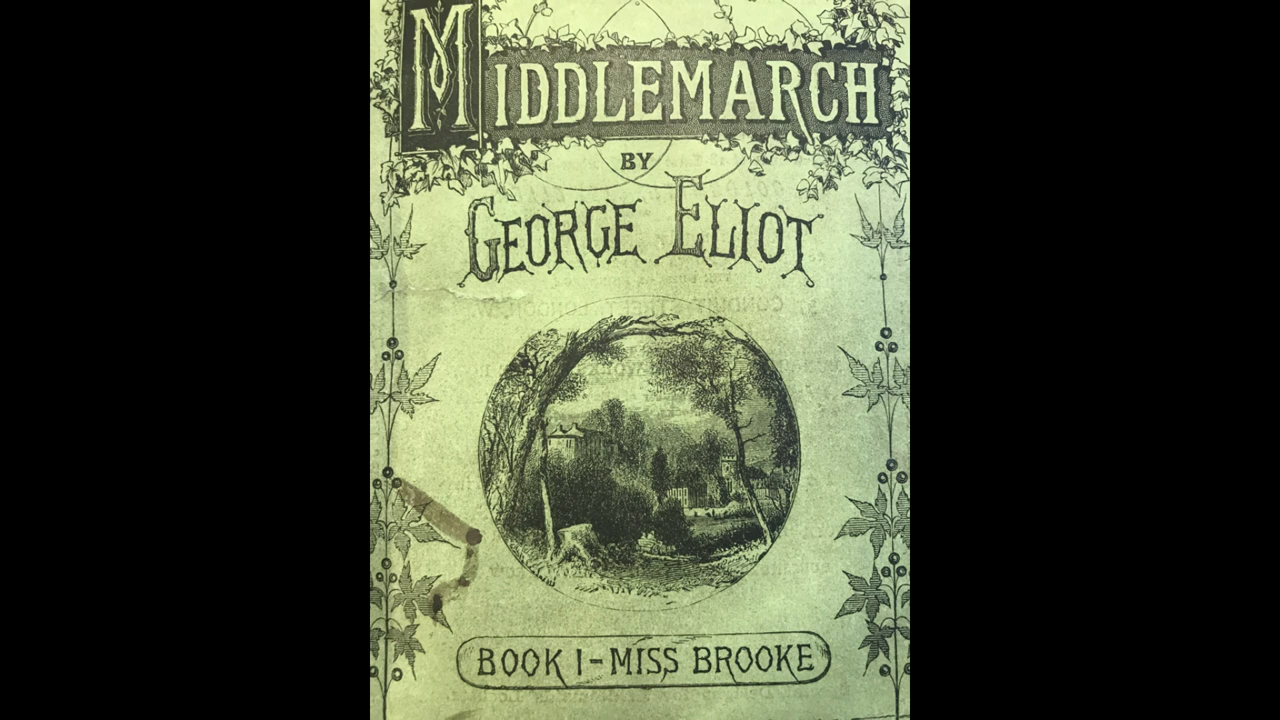 MIDDLEMARCH
BY
GEORGE ELIOT
BOOK I - MISS BROOKE